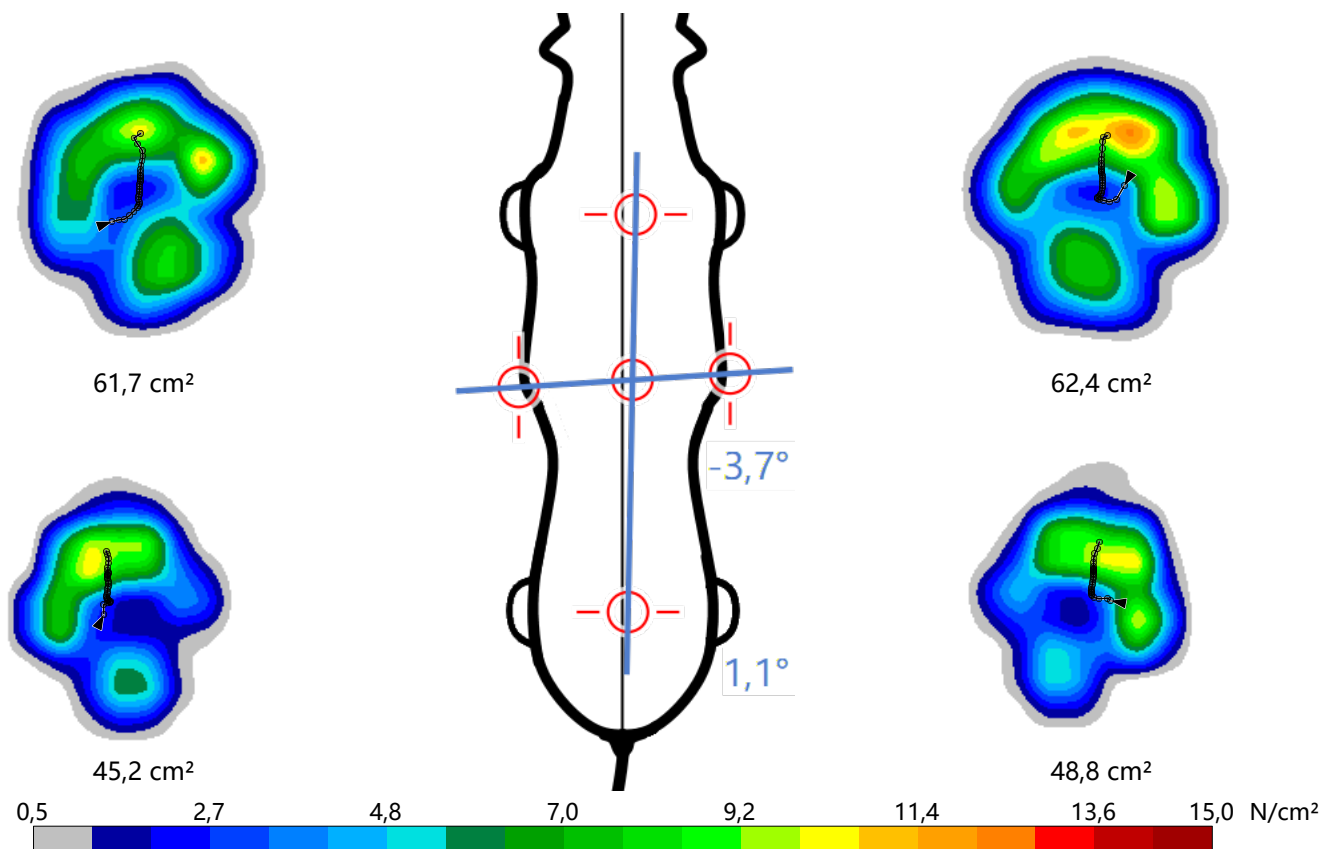 61,7 cm²
62,4 cm²
-3,7°
1,1°
45,2 cm²
48,8 cm²
0,5 2,7 4,8 7,0 9,2 11,4 13,6 15,0 N/cm²